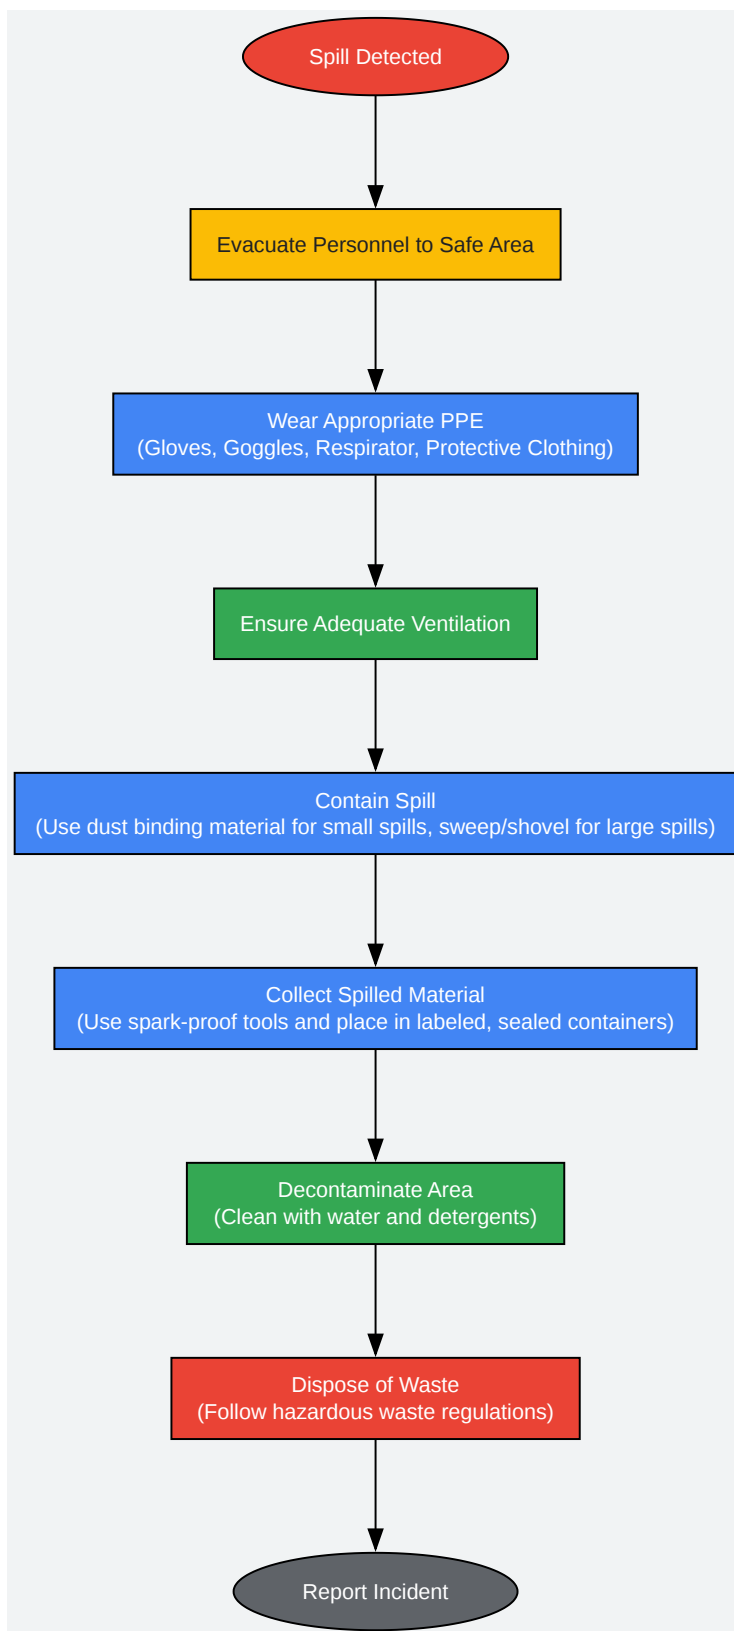 Spill Detected
Evacuate Personnel to Safe Area
Wear Appropriate PPE
(Gloves, Goggles, Respirator, Protective Clothing)
Ensure Adequate Ventilation
Contain Spill
(Use dust binding material for small spills, sweep/shovel for large spills)
Collect Spilled Material
(Use spark-proof tools and place in labeled, sealed containers)
Decontaminate Area
(Clean with water and detergents)
Dispose of Waste
(Follow hazardous waste regulations)
Report Incident